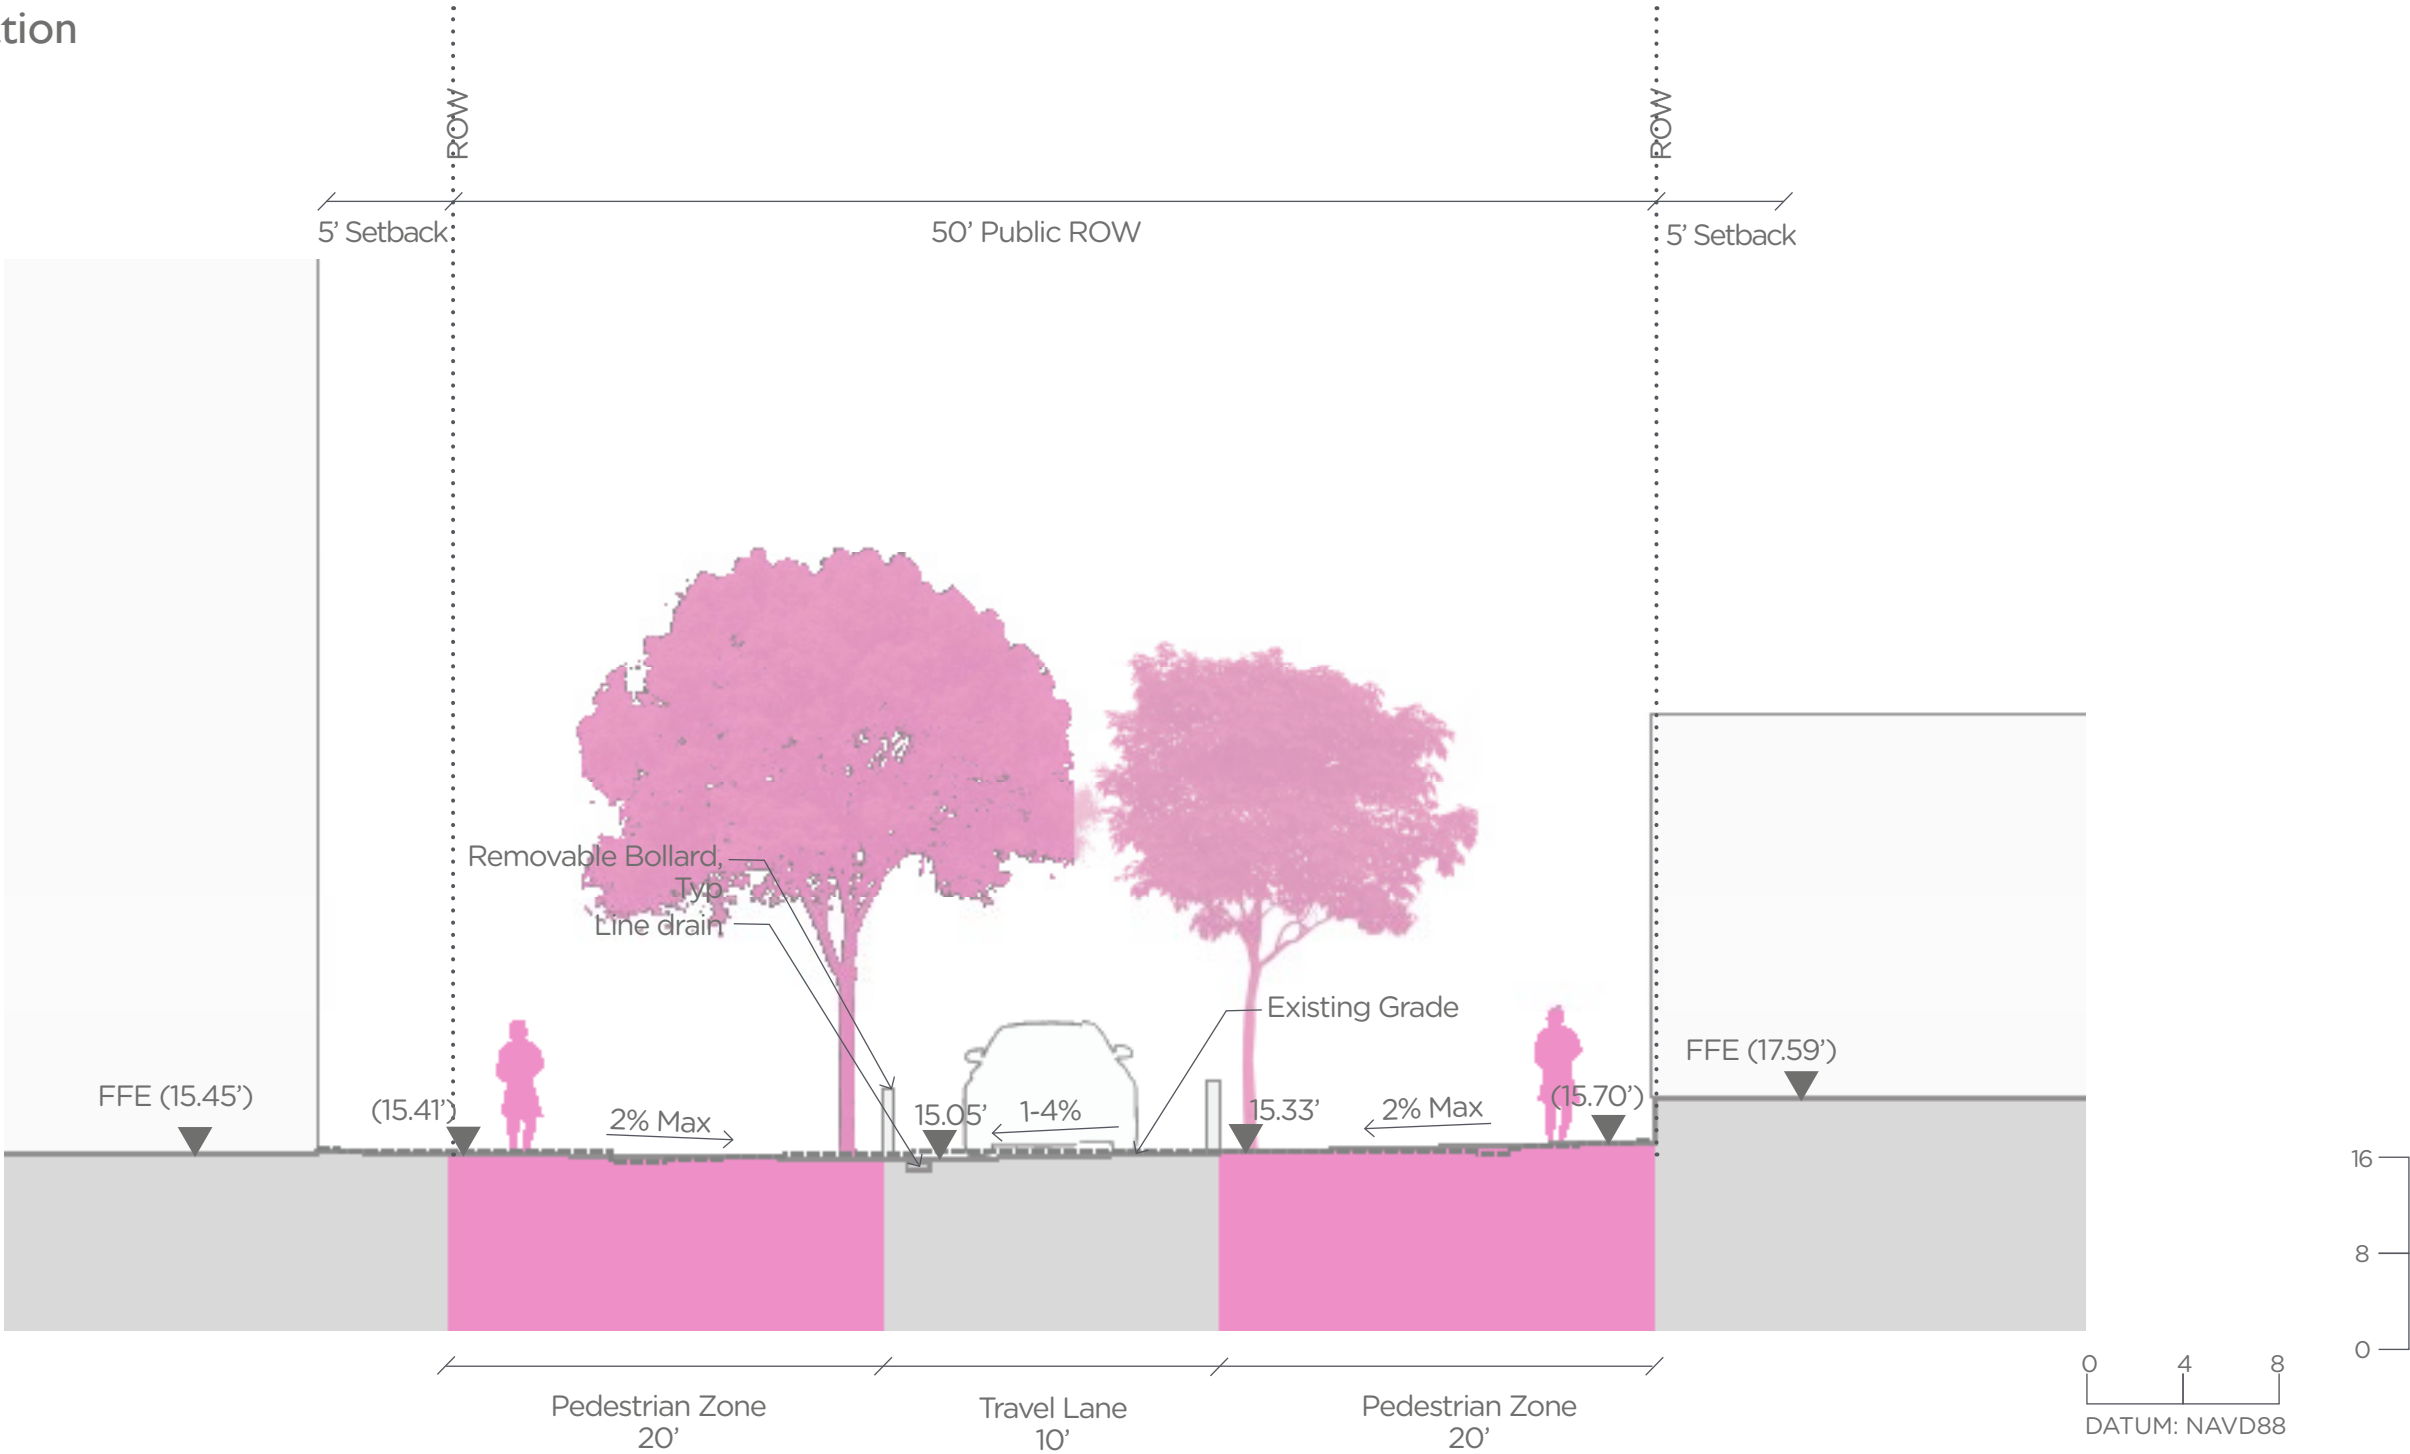 tion
ROW
ROW
5’ Setback
50’ Public ROW
5’ Setback
Removable Bollard,
Typ
Line drain
Existing Grade
FFE (15.45’)
(15.41’)
2% Max
15.05’
1-4%
15.33’
2% Max
(15.70’)
FFE (17.59’)
16
8
0
0 4 8
DATUM: NAVD88
Pedestrian Zone
20’
Travel Lane
10’
Pedestrian Zone
20’